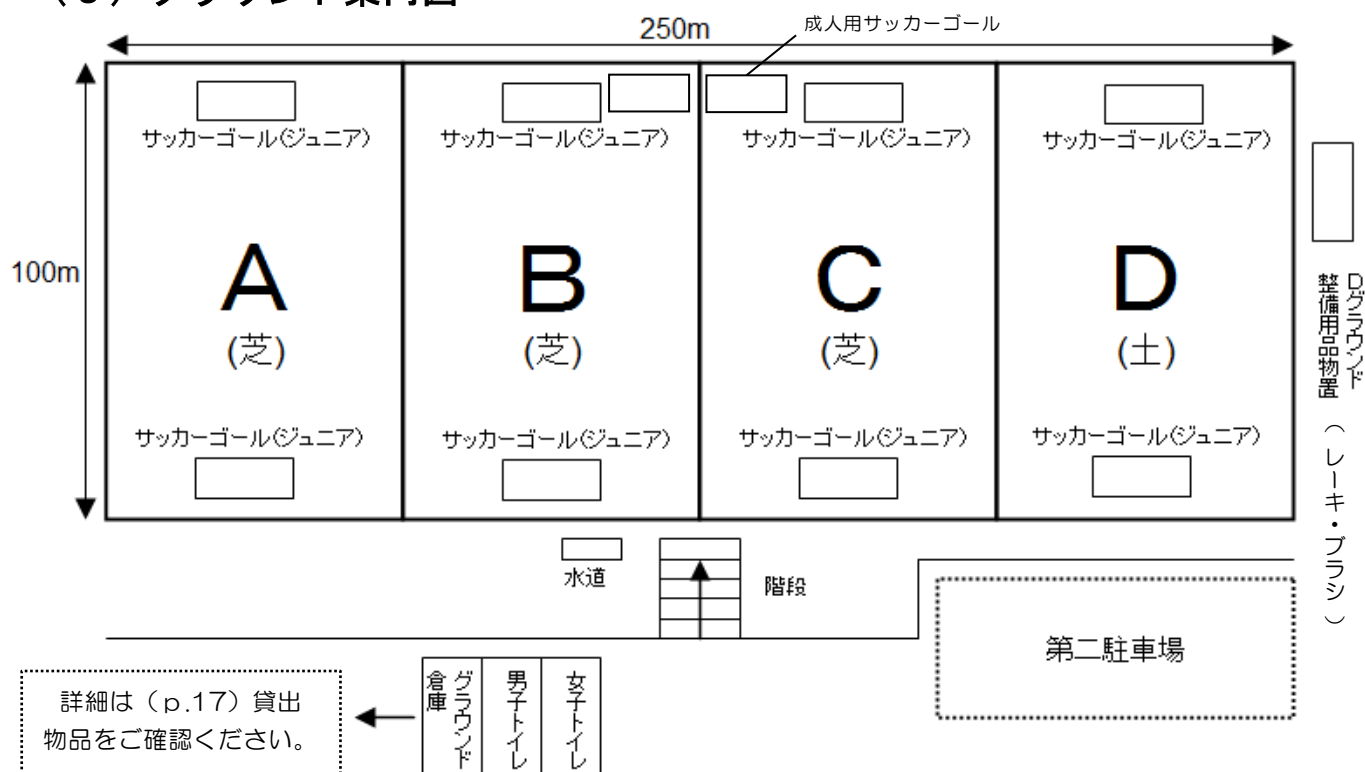 250m
成人用サッカーゴール
サッカーゴール(ジュニア)
サッカーゴール(ジュニア)
サッカーゴール(ジュニア)
サッカーゴール(ジュニア)
100m
A
(芝)
B
(芝)
C
(芝)
D
(土)
Dグラウンド
整備用品物置
(レーキ・ブラシ)
サッカーゴール(ジュニア)
サッカーゴール(ジュニア)
サッカーゴール(ジュニア)
サッカーゴール(ジュニア)
水道
階段
第二駐車場
グラウンド
倉庫
男子トイレ
女子トイレ
詳細は(p.17)貸出
物品をご確認ください。